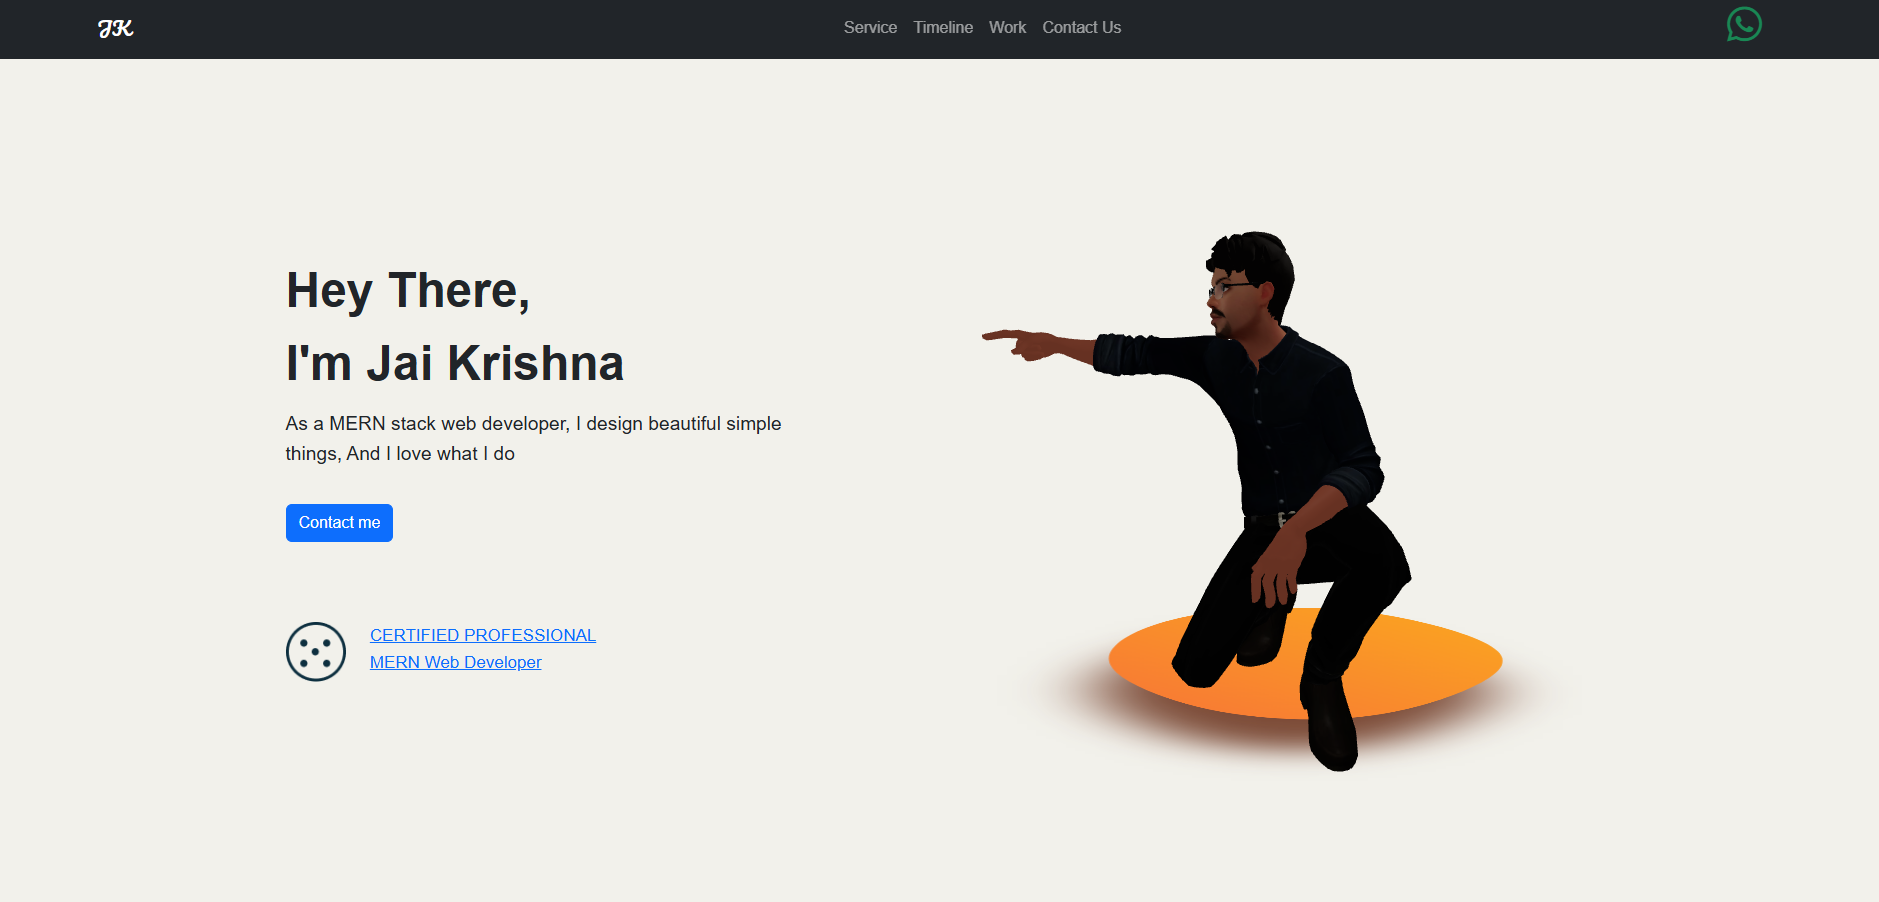 JK
Service Timeline Work Contact Us
Hey There,
I'm Jai Krishna
As a MERN stack web developer, I design beautiful simple
things, And I love what I do
Contact me
CERTIFIED PROFESSIONAL
MERN Web Developer